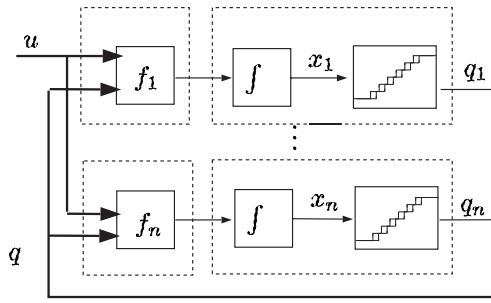 u
f₁ ∫ x₁ q₁
⋮
fₙ ∫ xₙ qₙ
q